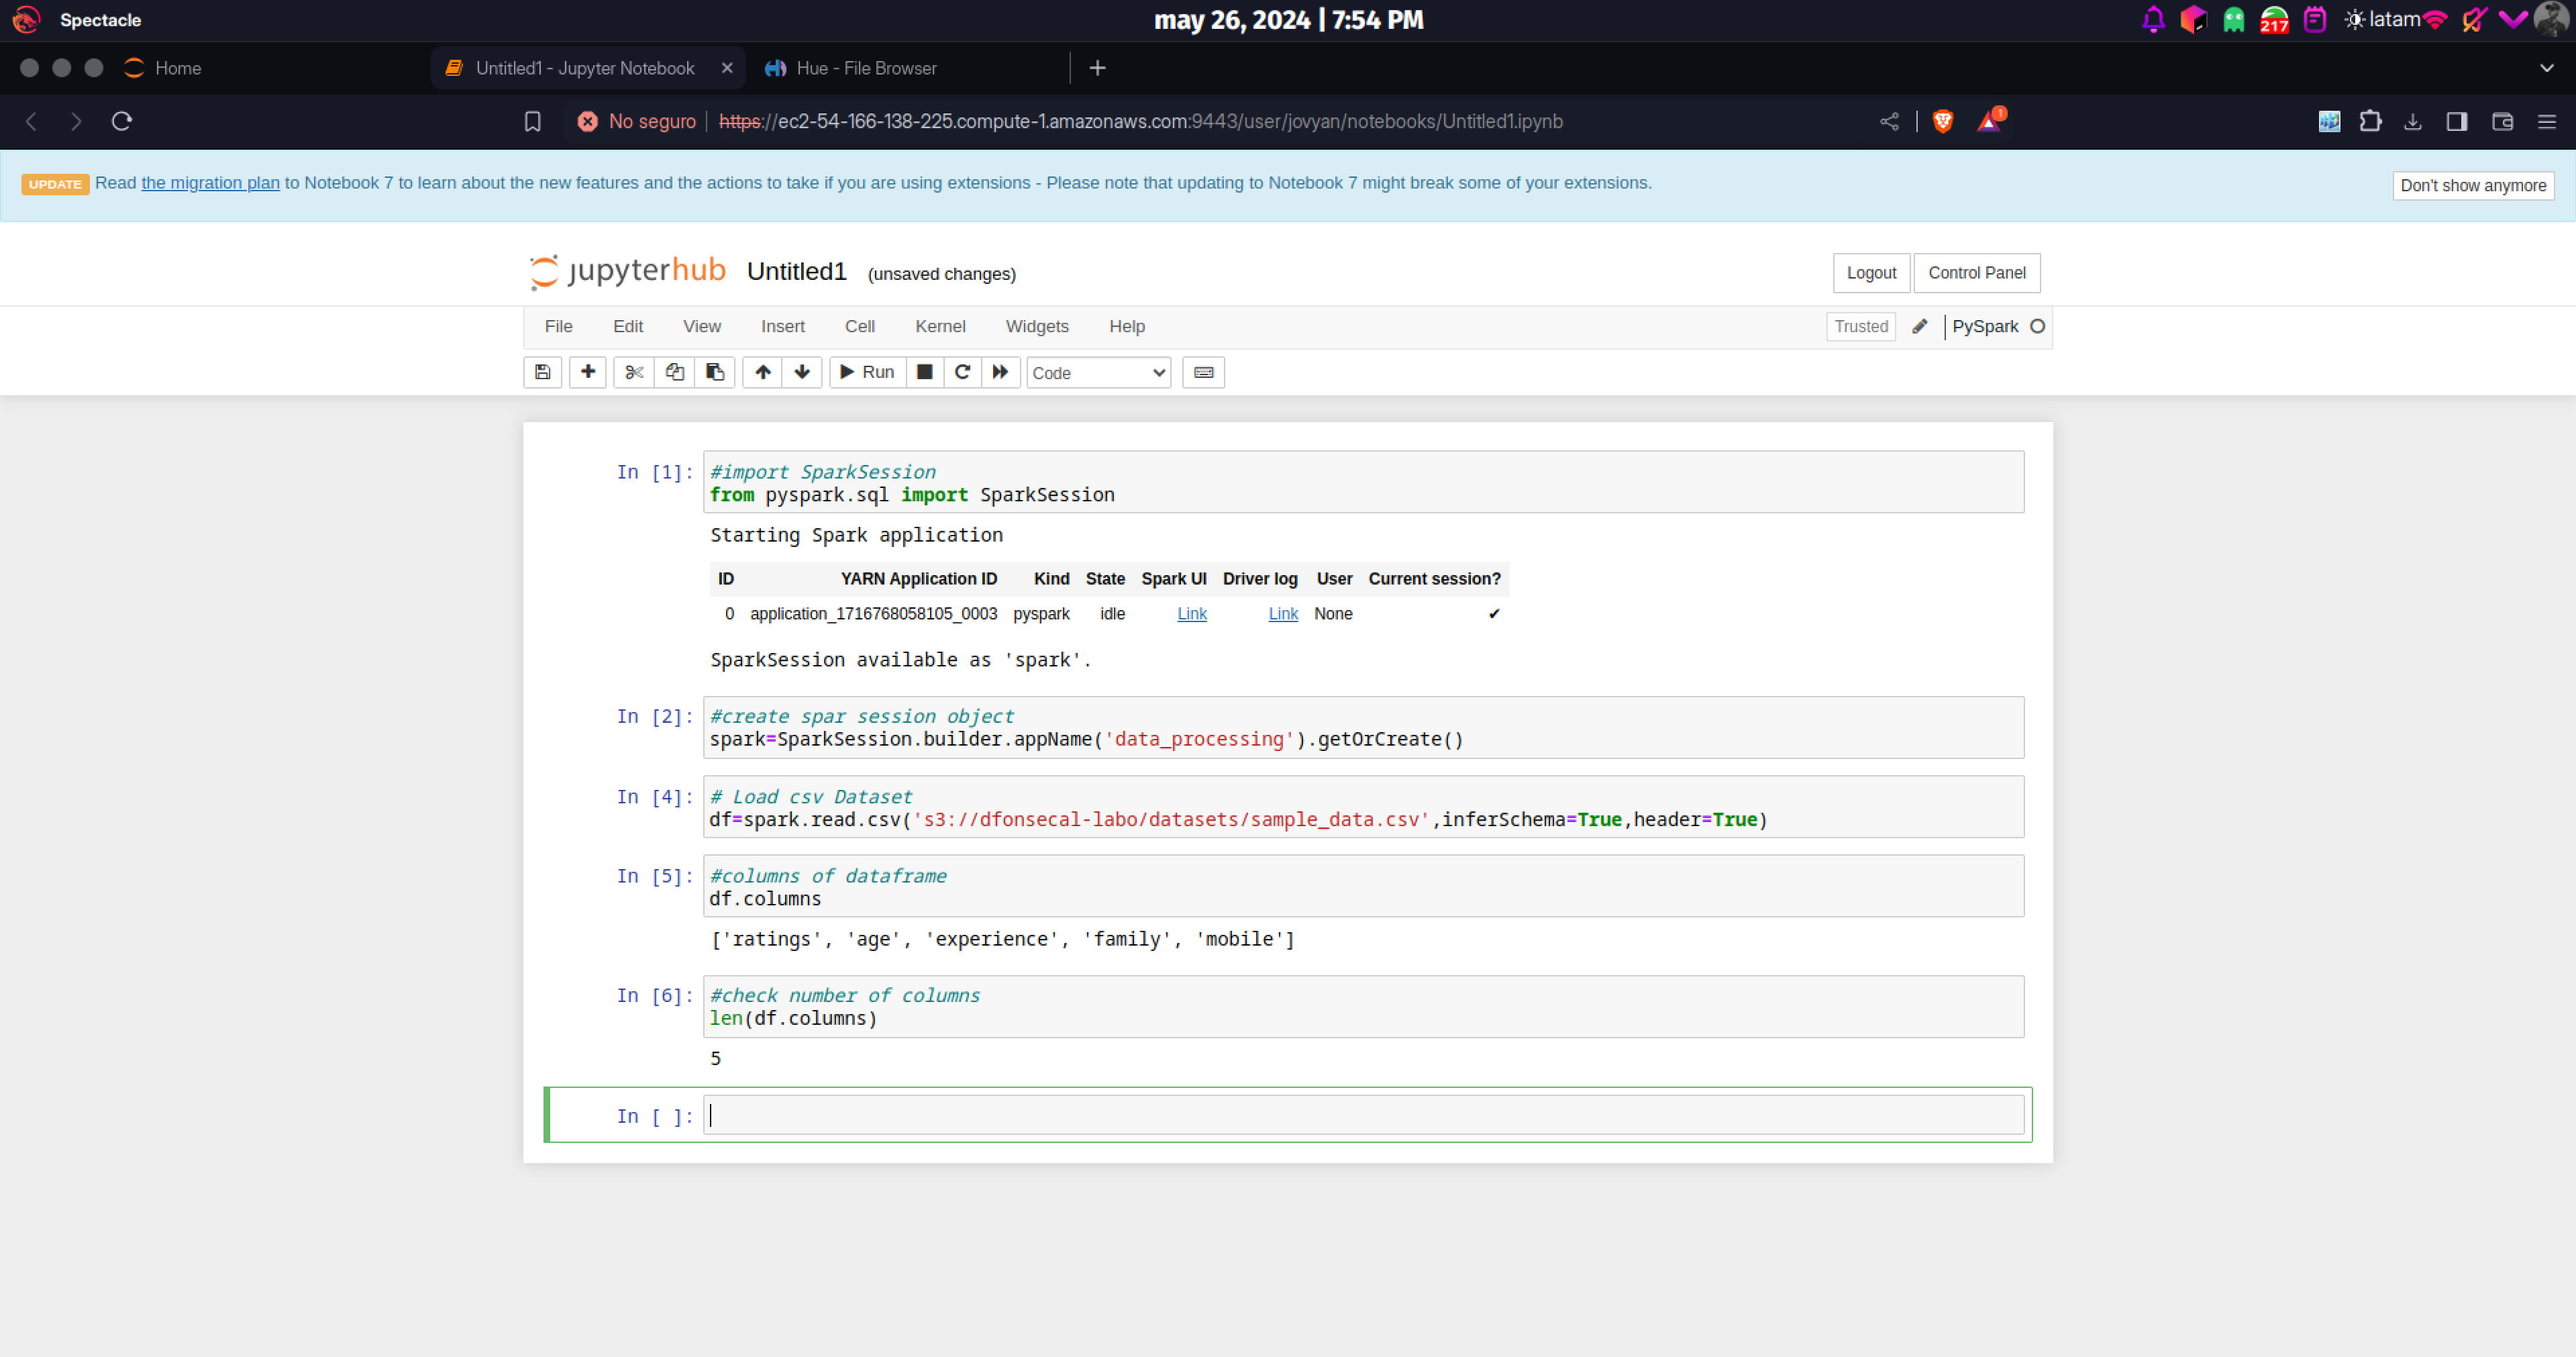 Spectacle
may 26, 2024 | 7:54 PM
217
latam
Home
Untitled1 - Jupyter Notebook
Hue - File Browser
No seguro
https://ec2-54-166-138-225.compute-1.amazonaws.com:9443/user/jovyan/notebooks/Untitled1.ipynb
1
UPDATE Read the migration plan to Notebook 7 to learn about the new features and the actions to take if you are using extensions - Please note that updating to Notebook 7 might break some of your extensions.
Don't show anymore
jupyterhub Untitled1 (unsaved changes)
Logout Control Panel
File Edit View Insert Cell Kernel Widgets Help
Trusted PySpark
Run Code
In [1]: #import SparkSession
from pyspark.sql import SparkSession
Starting Spark application
ID YARN Application ID Kind State Spark UI Driver log User Current session?
0 application_1716768058105_0003 pyspark idle Link Link None ✔
SparkSession available as 'spark'.
In [2]: #create spar session object
spark=SparkSession.builder.appName('data_processing').getOrCreate()
In [4]: # Load csv Dataset
df=spark.read.csv('s3://dfonsecal-labo/datasets/sample_data.csv',inferSchema=True,header=True)
In [5]: #columns of dataframe
df.columns
['ratings', 'age', 'experience', 'family', 'mobile']
In [6]: #check number of columns
len(df.columns)
5
In [ ]: